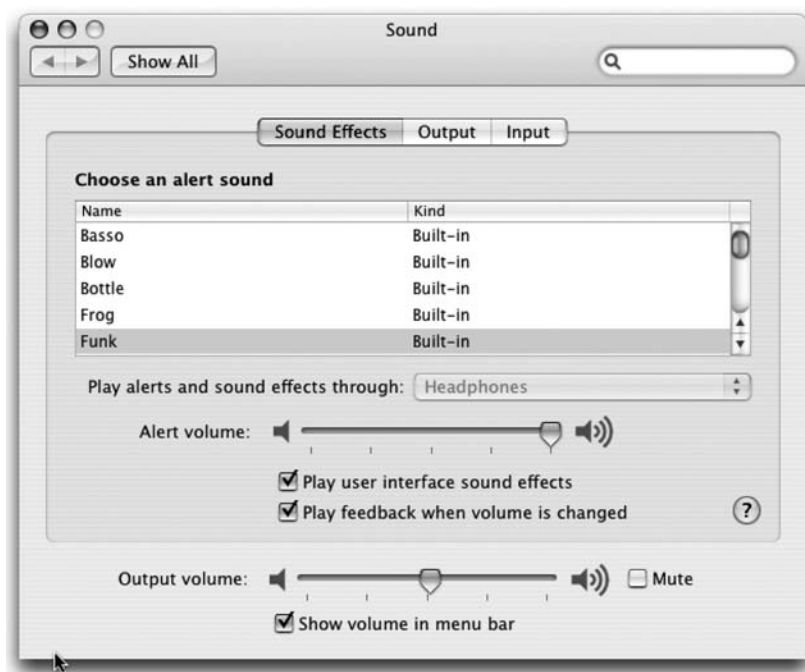 Sound
Show All
Sound Effects Output Input
Choose an alert sound
Name Kind
Basso Built-in
Blow Built-in
Bottle Built-in
Frog Built-in
Funk Built-in
Play alerts and sound effects through: Headphones
Alert volume:
Play user interface sound effects
Play feedback when volume is changed
?
Output volume: Mute
Show volume in menu bar